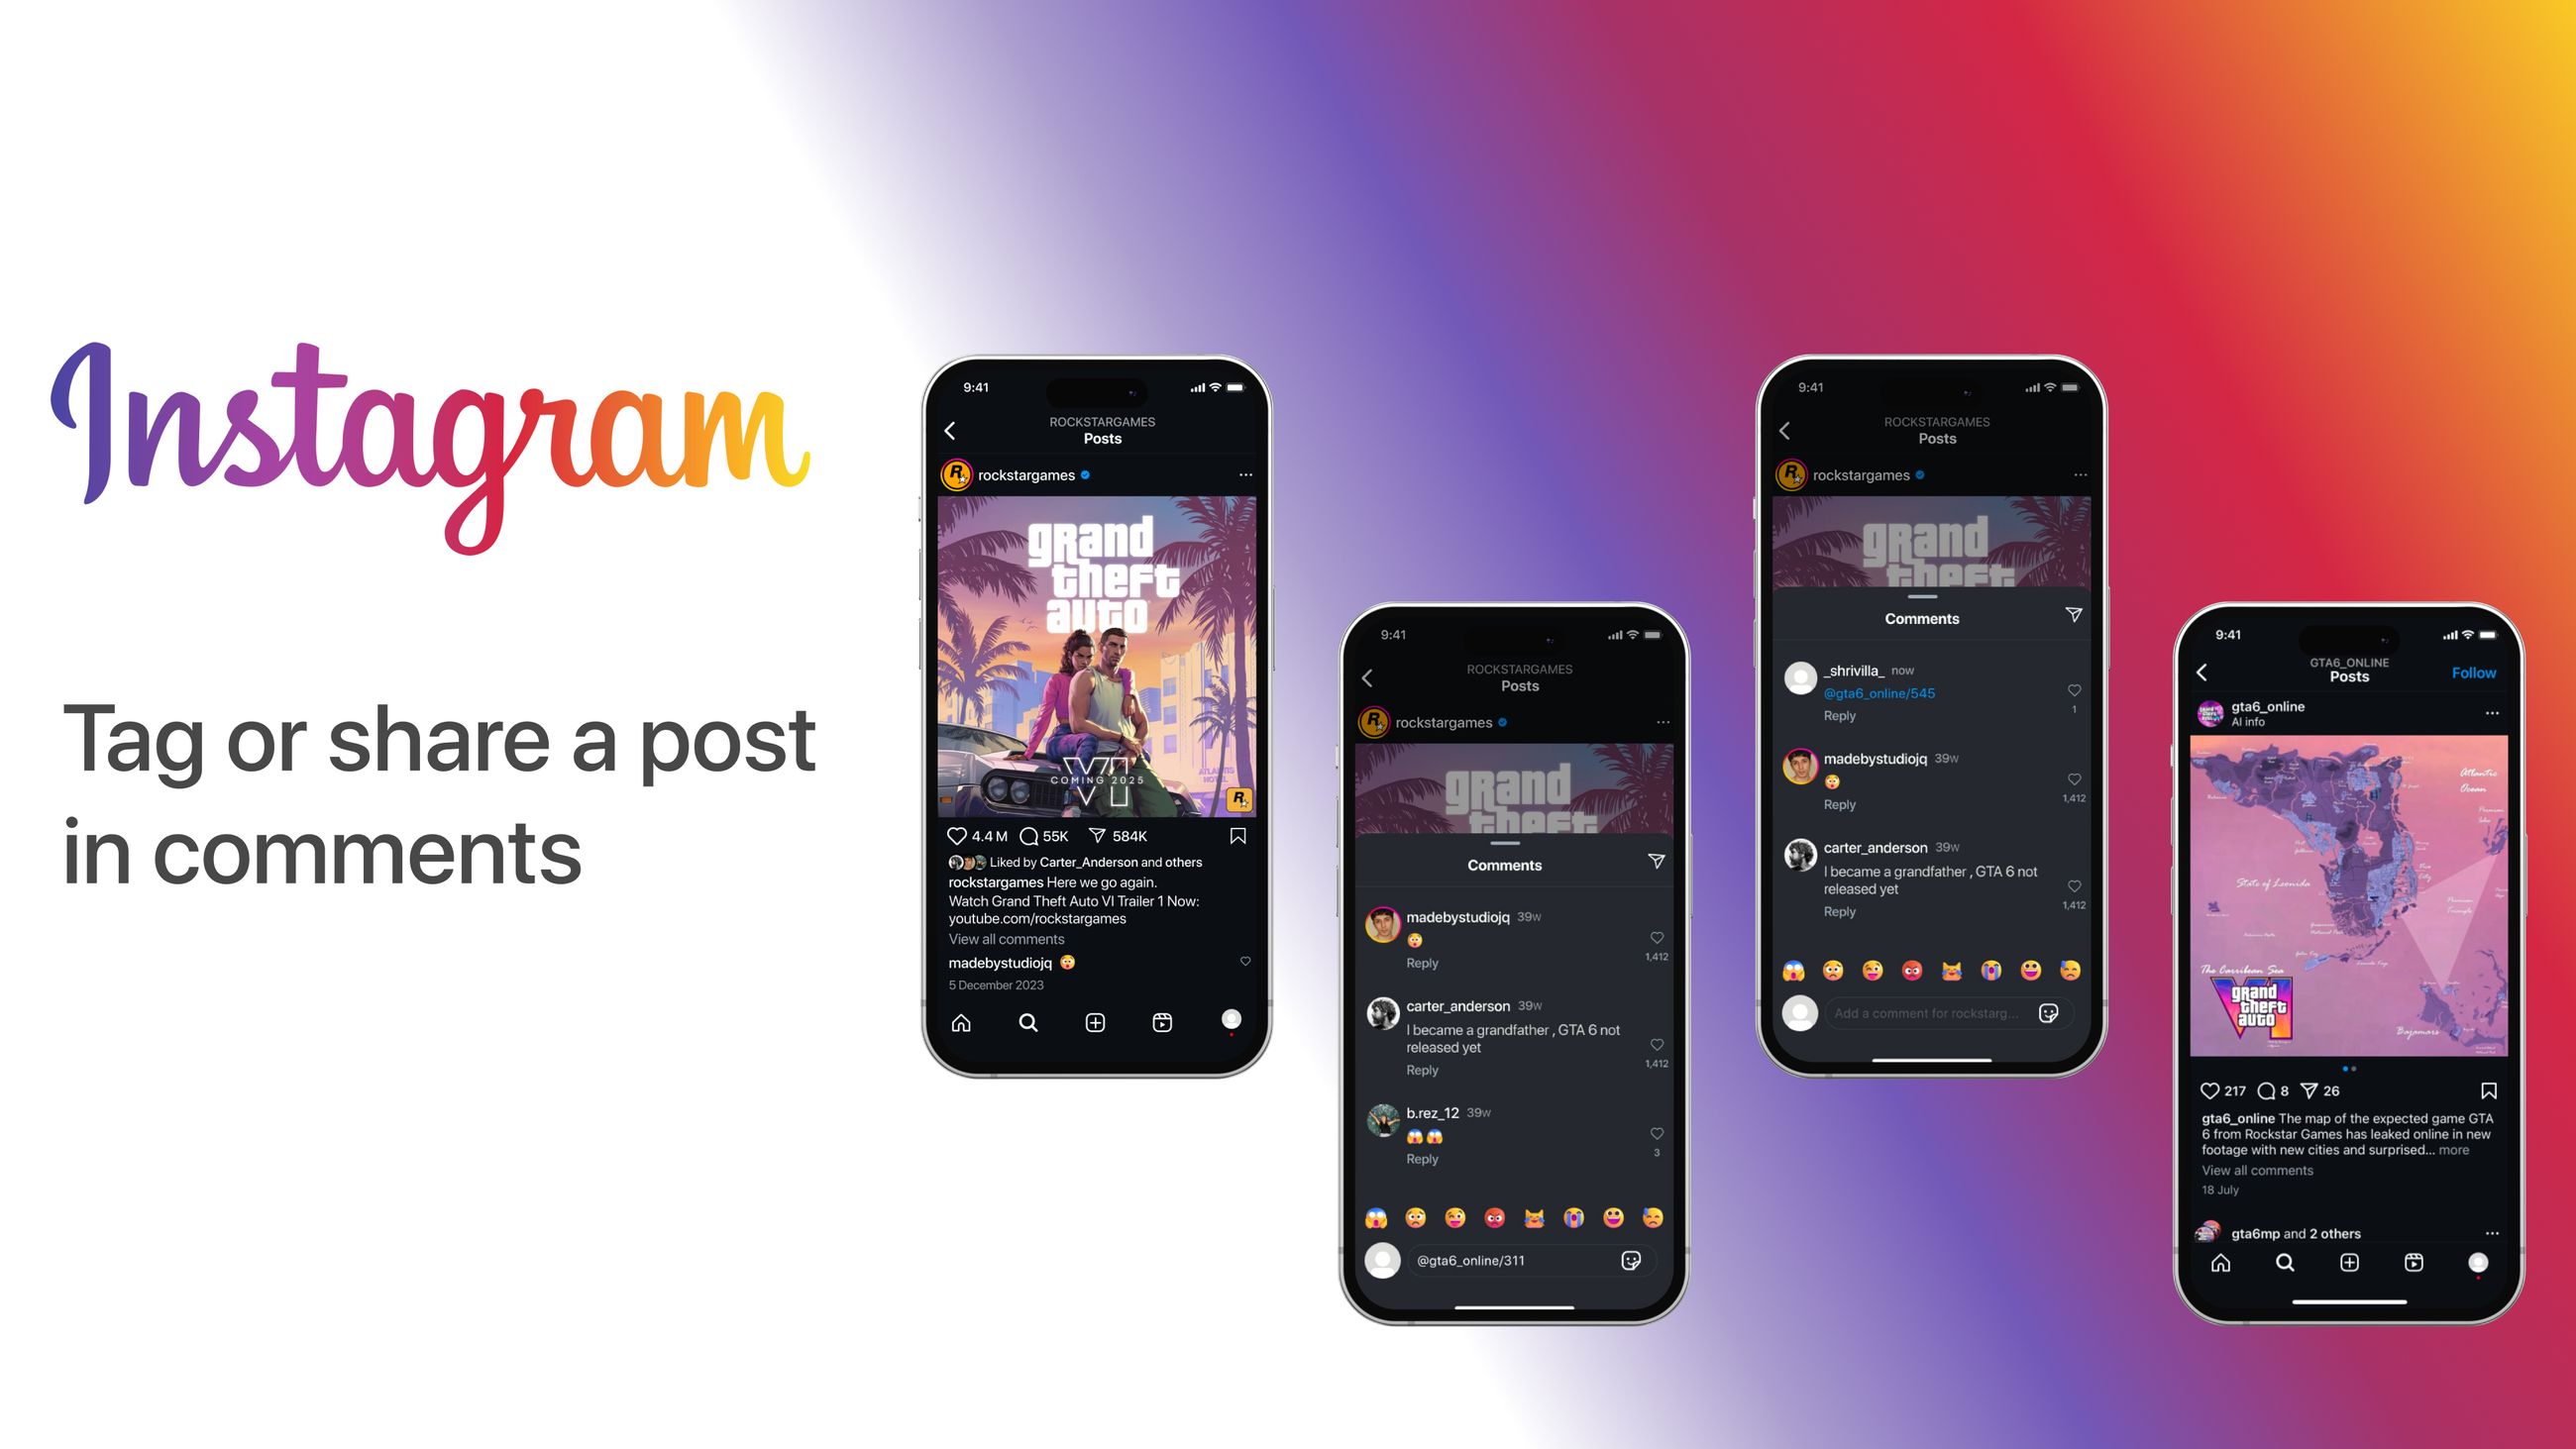 Instagram
Tag or share a post
in comments
9:41
ROCKSTARGAMES
Posts
rockstargames
grand
theft
auto
VI
COMING 2025
R
4.4 M 55K 584K
Liked by Carter_Anderson and others
rockstargames Here we go again.
Watch Grand Theft Auto VI Trailer 1 Now:
youtube.com/rockstargames
View all comments
madebystudiojq
5 December 2023
9:41
ROCKSTARGAMES
Posts
rockstargames
grand
theft
Comments
madebystudiojq 39w
Reply
1,412
carter_anderson 39w
I became a grandfather , GTA 6 not
released yet
Reply
1,412
b.rez_12 39w
Reply
3
@gta6_online/311
9:41
ROCKSTARGAMES
Posts
rockstargames
grand
theft
Comments
_shrivilla_ now
@gta6_online/545
Reply
1
madebystudiojq 39w
Reply
1,412
carter_anderson 39w
I became a grandfather , GTA 6 not
released yet
Reply
1,412
Add a comment for rockstarg...
9:41
GTA6_ONLINE
Posts
Follow
gta6_online
AI info
Atlantic
Ocean
State of Leonida
The Carribean Sea
grand
theft
auto
VI
217 8 26
gta6_online The map of the expected game GTA
6 from Rockstar Games has leaked online in new
footage with new cities and surprised... more
View all comments
18 July
gta6mp and 2 others